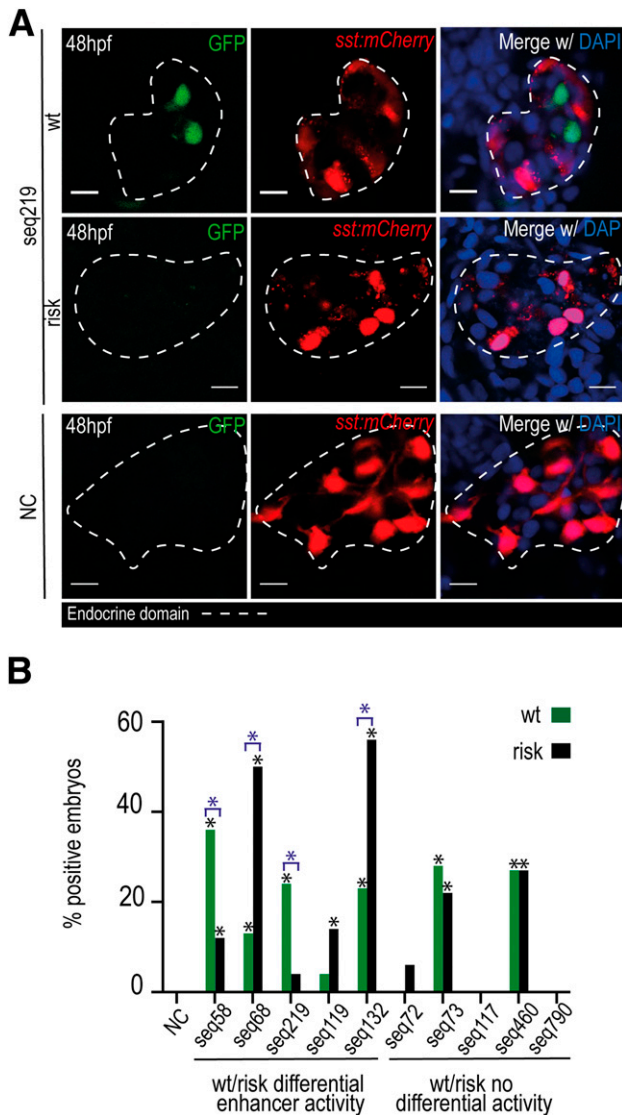 A
48hpf GFP
sst:mCherry
Merge w/ DAPI
wt
48hpf GFP
sst:mCherry
Merge w/ DAPI
risk
seq219
48hpf GFP
sst:mCherry
Merge w/ DAPI
NC
Endocrine domain
B
% positive embryos
60
40
20
0
wt
risk
* * * * * * * * * * * * * * **
NC seq58 seq68 seq219 seq119 seq132 seq72 seq73 seq117 seq460 seq790
wt/risk differential
enhancer activity
wt/risk no
differential activity